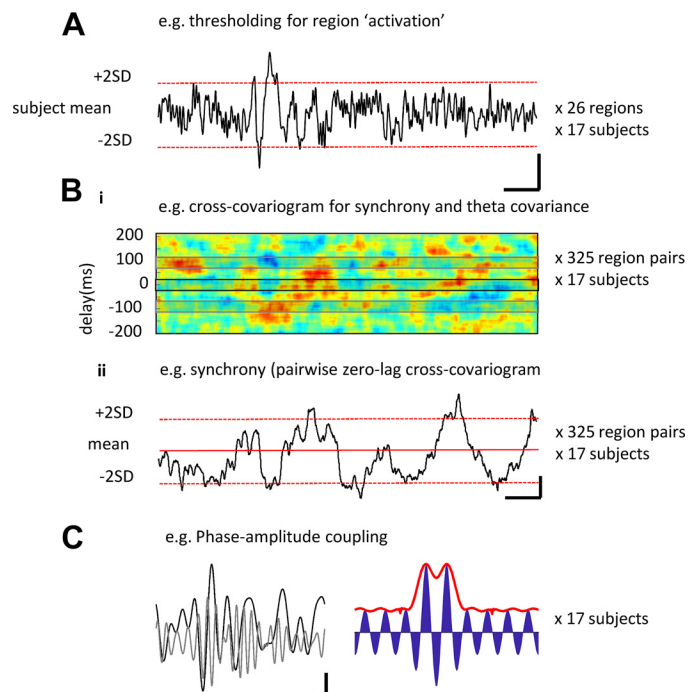 A
e.g. thresholding for region ‘activation’
+2SD
subject mean
-2SD
x 26 regions
x 17 subjects
B
i
e.g. cross-covariogram for synchrony and theta covariance
200
100
0
-100
-200
delay(ms)
x 325 region pairs
x 17 subjects
ii
e.g. synchrony (pairwise zero-lag cross-covariogram
+2SD
mean
-2SD
x 325 region pairs
x 17 subjects
C
e.g. Phase-amplitude coupling
x 17 subjects